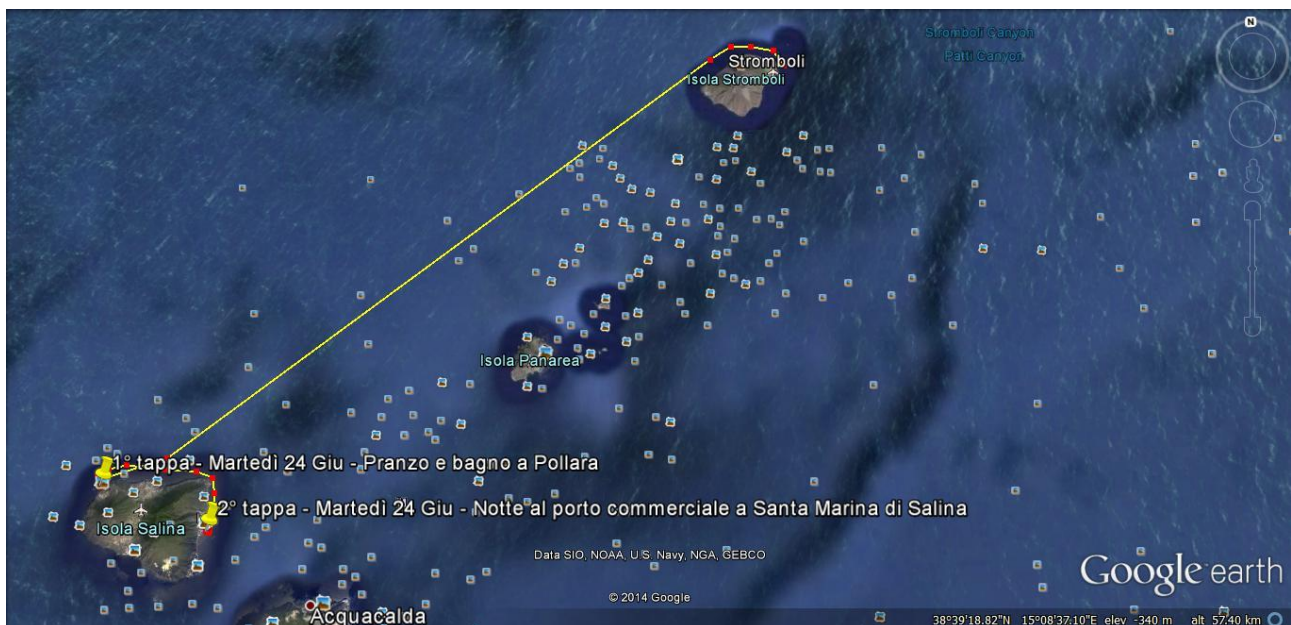 N
Stromboli Canyon
Patti Canyon
Stromboli
Isola Stromboli
Isola Panarea
1° tappa - Martedì 24 Giu - Pranzo e bagno a Pollara
2° tappa - Martedì 24 Giu - Notte al porto commerciale a Santa Marina di Salina
Isola Salina
Data SIO, NOAA, U.S. Navy, NGA, GEBCO
© 2014 Google
Google earth
Acquacalda
38°39'18.82"N 15°08'37.10"E elev -340 m alt 57.40 km